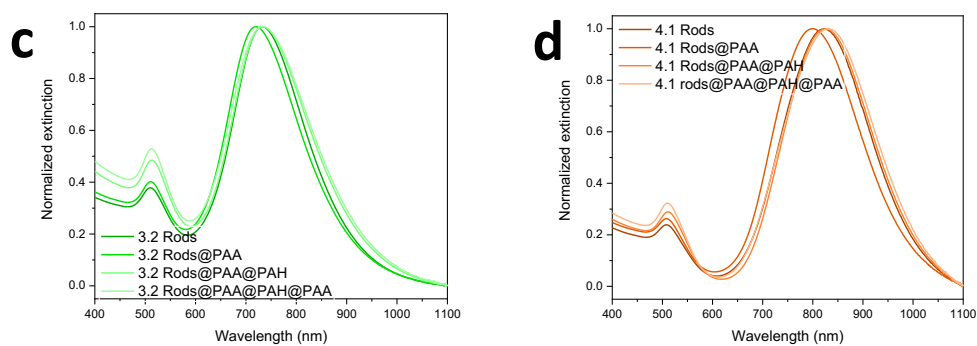 c
Normalized extinction
1.0
0.8
0.6
0.4
0.2
0.0
3.2 Rods
3.2 Rods@PAA
3.2 Rods@PAA@PAH
3.2 Rods@PAA@PAH@PAA
400 500 600 700 800 900 1000 1100
Wavelength (nm)
d
Normalized extinction
1.0
0.8
0.6
0.4
0.2
0.0
4.1 Rods
4.1 Rods@PAA
4.1 Rods@PAA@PAH
4.1 rods@PAA@PAH@PAA
400 500 600 700 800 900 1000 1100
Wavelength (nm)